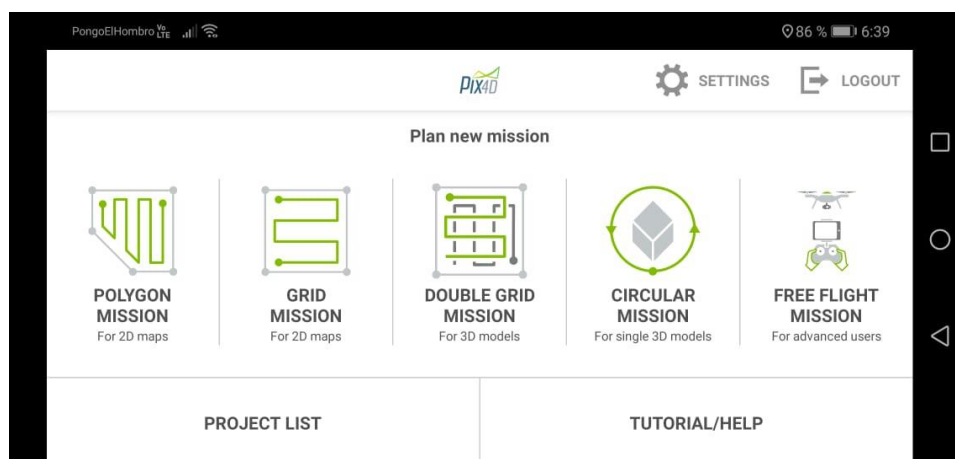 PongoElHombro Vo LTE 86 % 6:39
PIX4D SETTINGS LOGOUT
Plan new mission
POLYGON MISSION
For 2D maps
GRID MISSION
For 2D maps
DOUBLE GRID MISSION
For 3D models
CIRCULAR MISSION
For single 3D models
FREE FLIGHT MISSION
For advanced users
PROJECT LIST
TUTORIAL/HELP